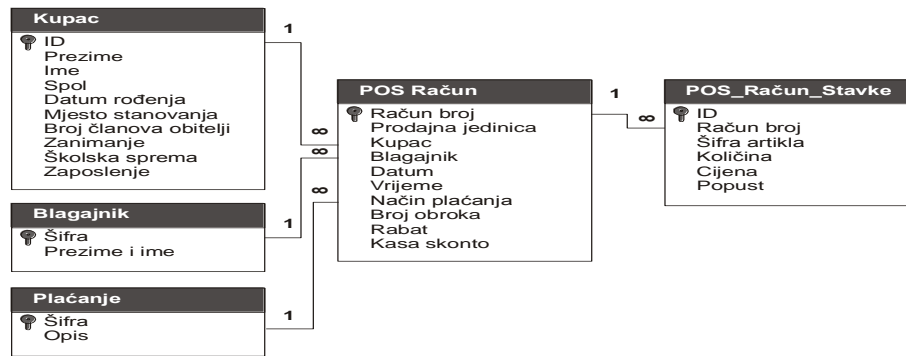 Kupac
ID
Prezime
Ime
Spol
Datum rođenja
Mjesto stanovanja
Broj članova obitelji
Zanimanje
Školska sprema
Zaposlenje
Blagajnik
Šifra
Prezime i ime
Plaćanje
Šifra
Opis
1
∞
∞
∞
1
1
POS Račun
Račun broj
Prodajna jedinica
Kupac
Blagajnik
Datum
Vrijeme
Način plaćanja
Broj obroka
Rabat
Kasa skonto
1
∞
POS_Račun_Stavke
ID
Račun broj
Šifra artikla
Količina
Cijena
Popust